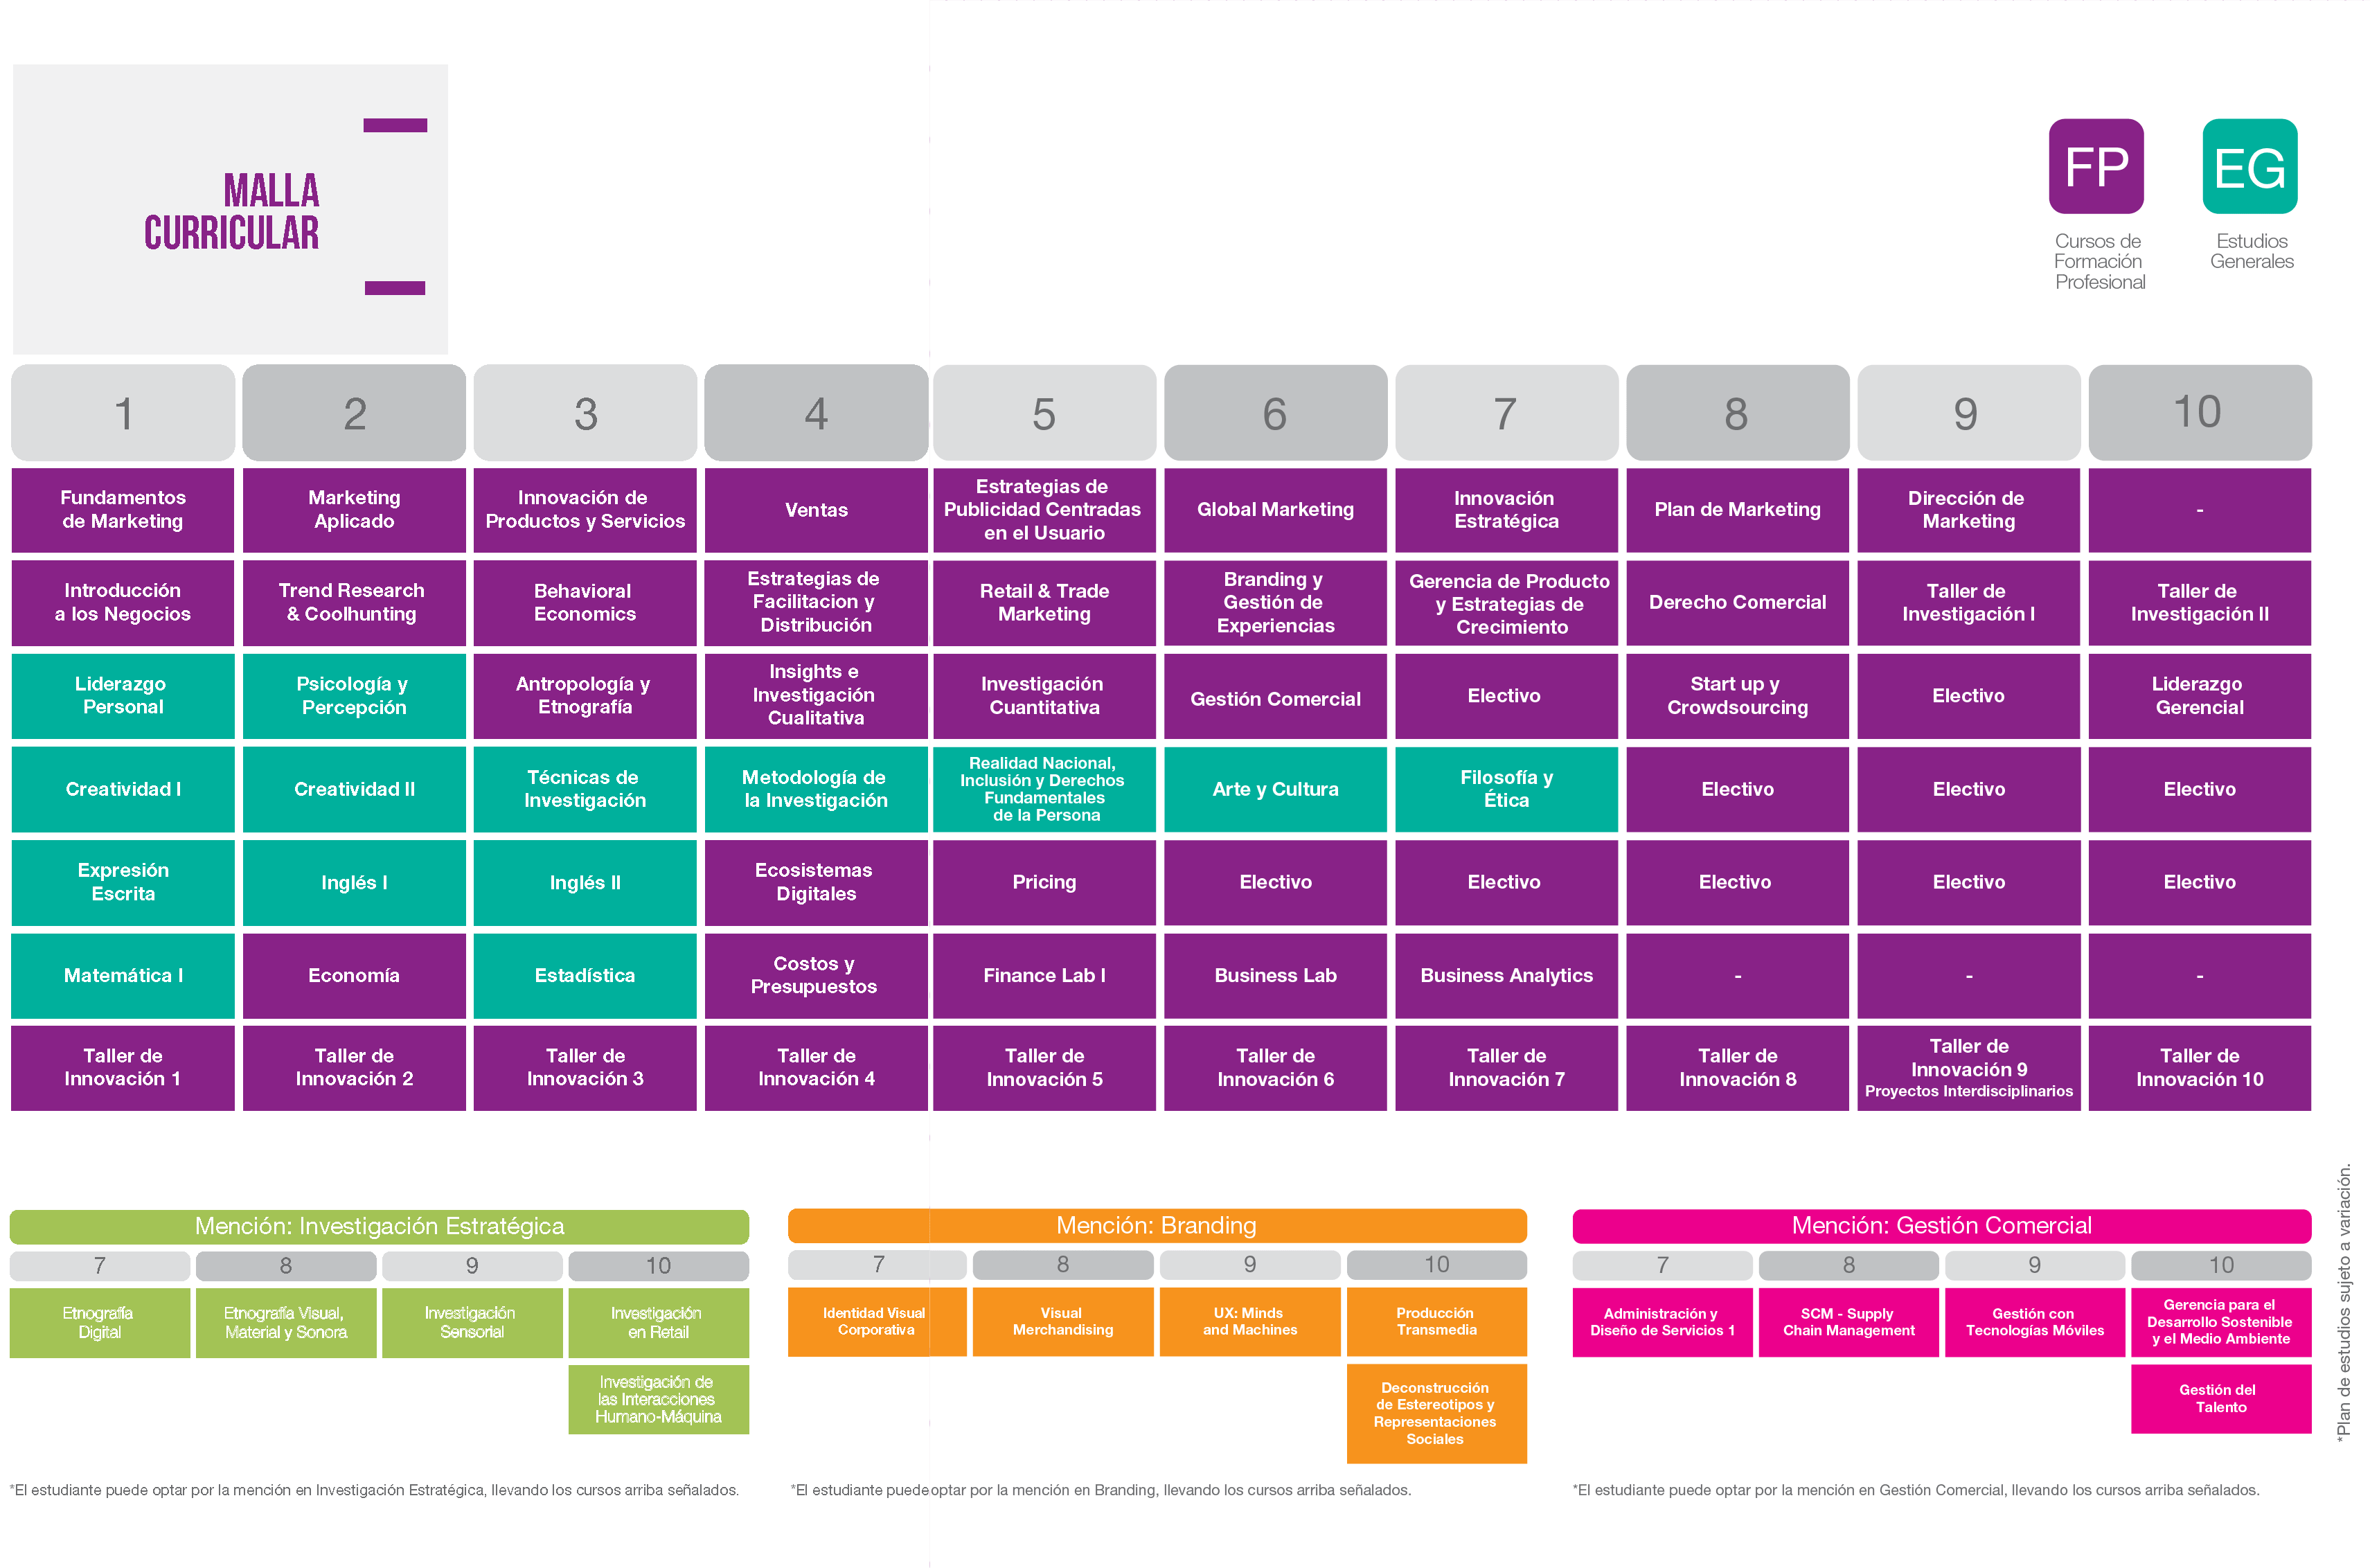 MALLA
CURRICULAR
FP
EG
Cursos de
Formación
Profesional
Estudios
Generales
1
2
3
4
5
6
7
8
9
10
Fundamentos
de Marketing
Marketing
Aplicado
Innovación de
Productos y Servicios
Ventas
Estrategias de
Publicidad Centradas
en el Usuario
Global Marketing
Innovación
Estratégica
Plan de Marketing
Dirección de
Marketing
-
Introducción
a los Negocios
Trend Research
& Coolhunting
Behavioral
Economics
Estrategias de
Facilitacion y
Distribución
Retail & Trade
Marketing
Branding y
Gestión de
Experiencias
Gerencia de Producto
y Estrategias de
Crecimiento
Derecho Comercial
Taller de
Investigación I
Taller de
Investigación II
Liderazgo
Personal
Psicología y
Percepción
Antropología y
Etnografía
Insights e
Investigación
Cualitativa
Investigación
Cuantitativa
Gestión Comercial
Electivo
Start up y
Crowdsourcing
Electivo
Liderazgo
Gerencial
Creatividad I
Creatividad II
Técnicas de
Investigación
Metodología de
la Investigación
Realidad Nacional,
Inclusión y Derechos
Fundamentales
de la Persona
Arte y Cultura
Filosofía y
Ética
Electivo
Electivo
Electivo
Expresión
Escrita
Inglés I
Inglés II
Ecosistemas
Digitales
Pricing
Electivo
Electivo
Electivo
Electivo
Electivo
Matemática I
Economía
Estadística
Costos y
Presupuestos
Finance Lab I
Business Lab
Business Analytics
-
-
-
Taller de
Innovación 1
Taller de
Innovación 2
Taller de
Innovación 3
Taller de
Innovación 4
Taller de
Innovación 5
Taller de
Innovación 6
Taller de
Innovación 7
Taller de
Innovación 8
Taller de
Innovación 9
Proyectos Interdisciplinarios
Taller de
Innovación 10
Mención: Investigación Estratégica
7
8
9
10
Etnografía
Digital
Etnografía Visual,
Material y Sonora
Investigación
Sensorial
Investigación
en Retail
Investigación de
las Interacciones
Humano-Máquina
*El estudiante puede optar por la mención en Investigación Estratégica, llevando los cursos arriba señalados.
Mención: Branding
7
8
9
10
Identidad Visual
Corporativa
Visual
Merchandising
UX: Minds
and Machines
Producción
Transmedia
Deconstrucción
de Estereotipos y
Representaciones
Sociales
*El estudiante puede optar por la mención en Branding, llevando los cursos arriba señalados.
Mención: Gestión Comercial
7
8
9
10
Administración y
Diseño de Servicios 1
SCM - Supply
Chain Management
Gestión con
Tecnologías Móviles
Gerencia para el
Desarrollo Sostenible
y el Medio Ambiente
Gestión del
Talento
*El estudiante puede optar por la mención en Gestión Comercial, llevando los cursos arriba señalados.
*Plan de estudios sujeto a variación.